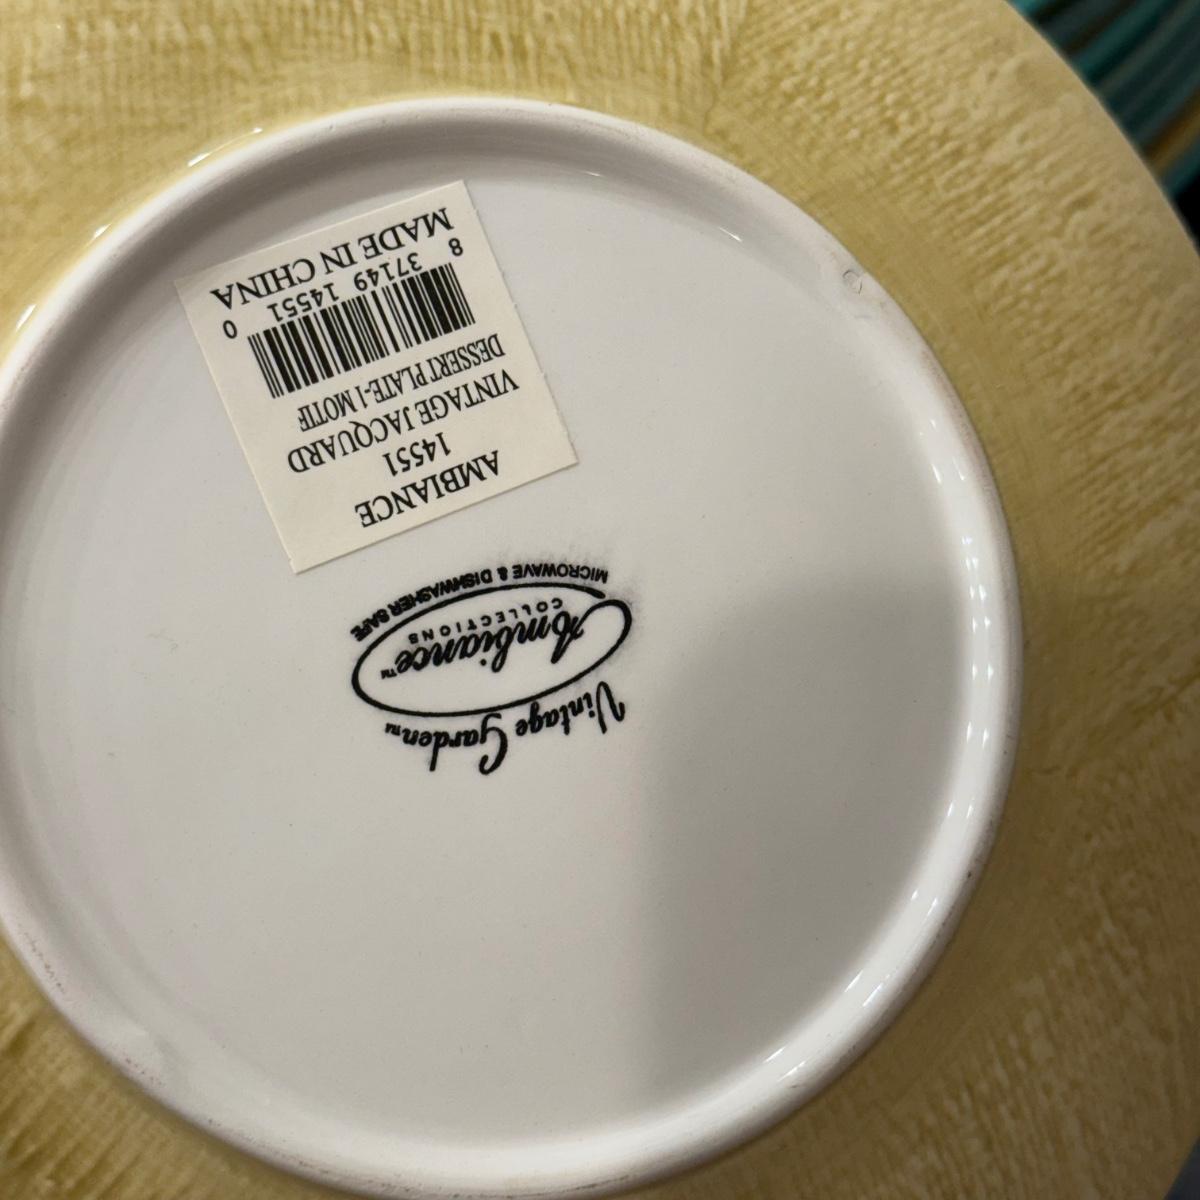 AMBIANCE
14551
VINTAGE JACQUARD
DESSERT PLATE-1 MOTIF
8 37149 14551 0
MADE IN CHINA
Vintage Garden™
Ambiance™
COLLECTIONS
MICROWAVE & DISHWASHER SAFE